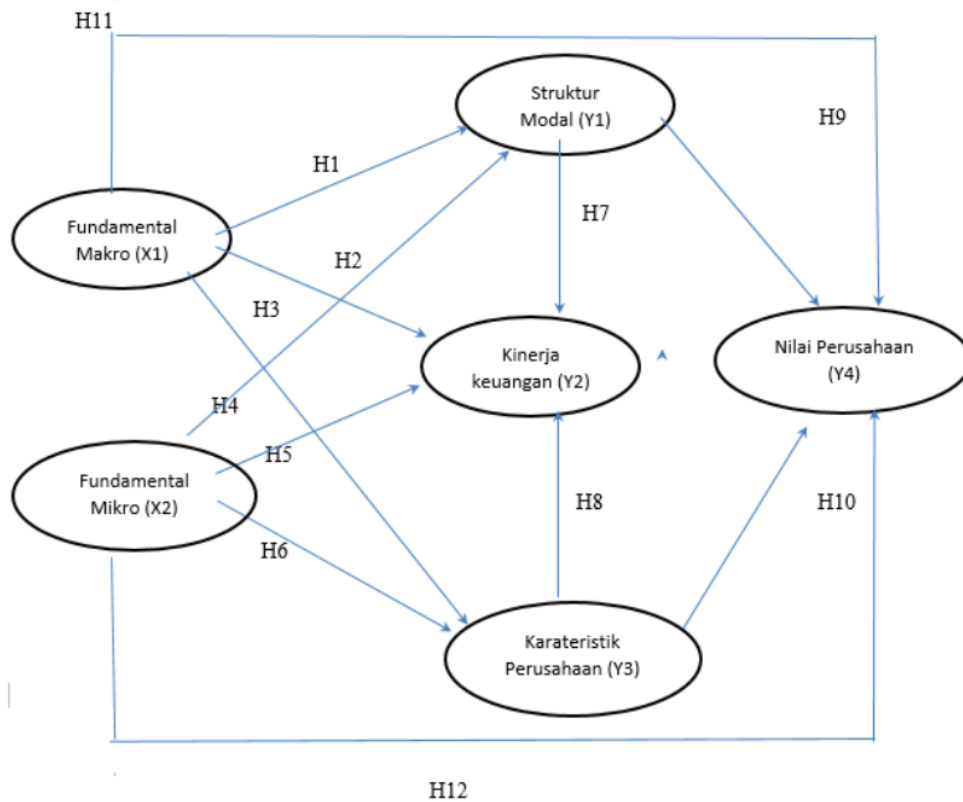 H11
Struktur
Modal (Y1)
H9
H1
H7
Fundamental
Makro (X1)
H2
H3
Kinerja
keuangan (Y2)
Nilai Perusahaan
(Y4)
H4
H5
Fundamental
Mikro (X2)
H8
H10
H6
Karateristik
Perusahaan (Y3)
H12